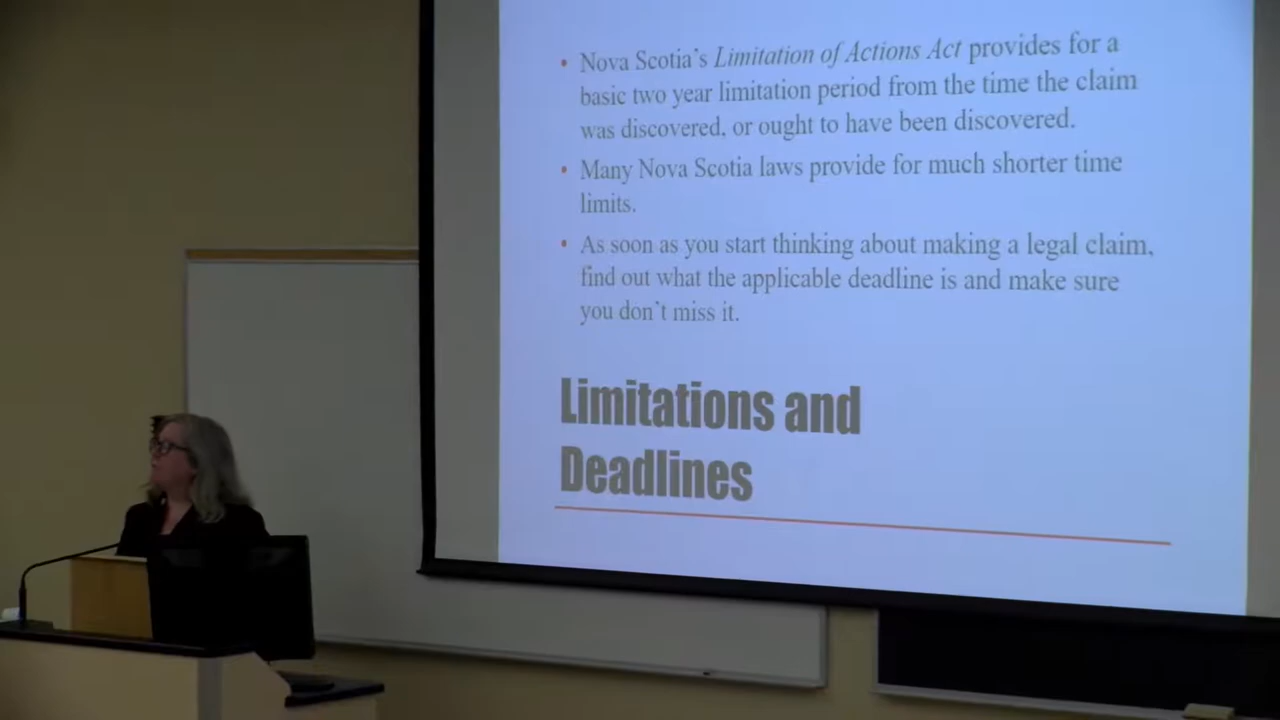 • Nova Scotia's Limitation of Actions Act provides for a
basic two year limitation period from the time the claim
was discovered, or ought to have been discovered.
• Many Nova Scotia laws provide for much shorter time
limits.
• As soon as you start thinking about making a legal claim,
find out what the applicable deadline is and make sure
you don't miss it.
Limitations and
Deadlines